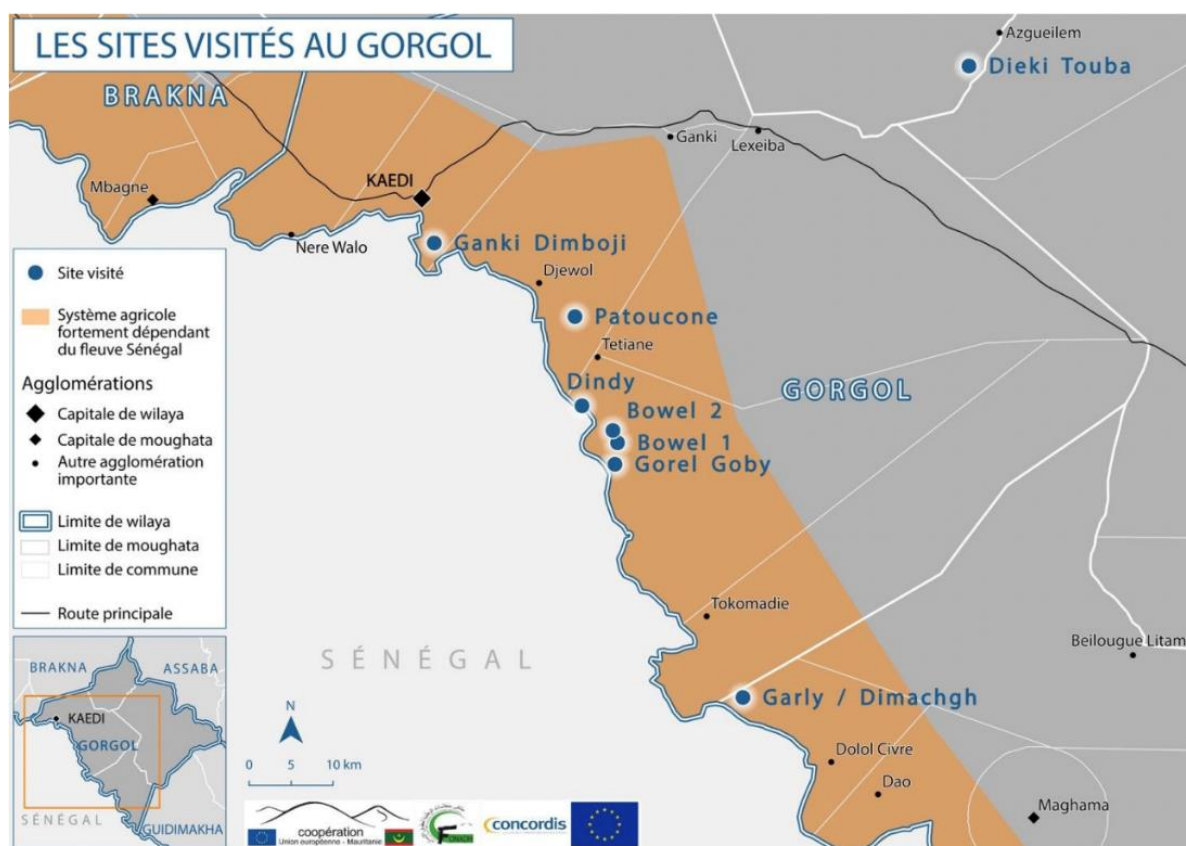 LES SITES VISITÉS AU GORGOL
Azgueilem
Dieki Touba
BRAKNA
Ganki
Lexeiba
KAEDI
Mbagne
Nere Walo
Ganki Dimboji
Djewol
Patoucone
Tetiane
Dindy
GORGOL
Bowel 2
Bowel 1
Gorel Goby
Tokomadie
Beilougue Litam
SÉNÉGAL
Garly / Dimachgh
Dolol Civre
Dao
Maghama
Site visité
Système agricole
fortement dépendant
du fleuve Sénégal
Agglomérations
Capitale de wilaya
Capitale de moughata
Autre agglomération
importante
Limite de wilaya
Limite de moughata
Limite de commune
Route principale
BRAKNA
ASSABA
KAEDI
GORGOL
SÉNÉGAL
GUIDIMAKHA
N
0 5 10 km
coopération
Union européenne - Mauritanie
concordis